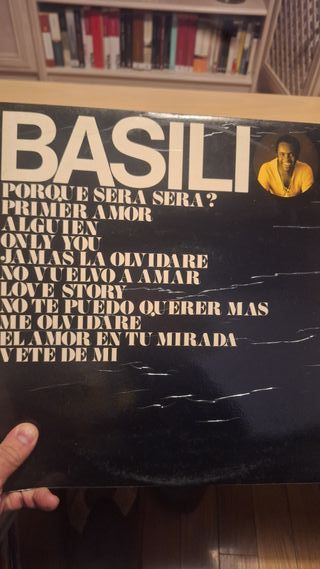 BASILI
PORQUE SERA SERA?
PRIMER AMOR
ALGUIEN
ONLY YOU
JAMAS LA OLVIDARE
NO VUELVO A AMAR
LOVE STORY
NO TE PUEDO QUERER MAS
ME OLVIDARE
EL AMOR EN TU MIRADA
VETE DE MI